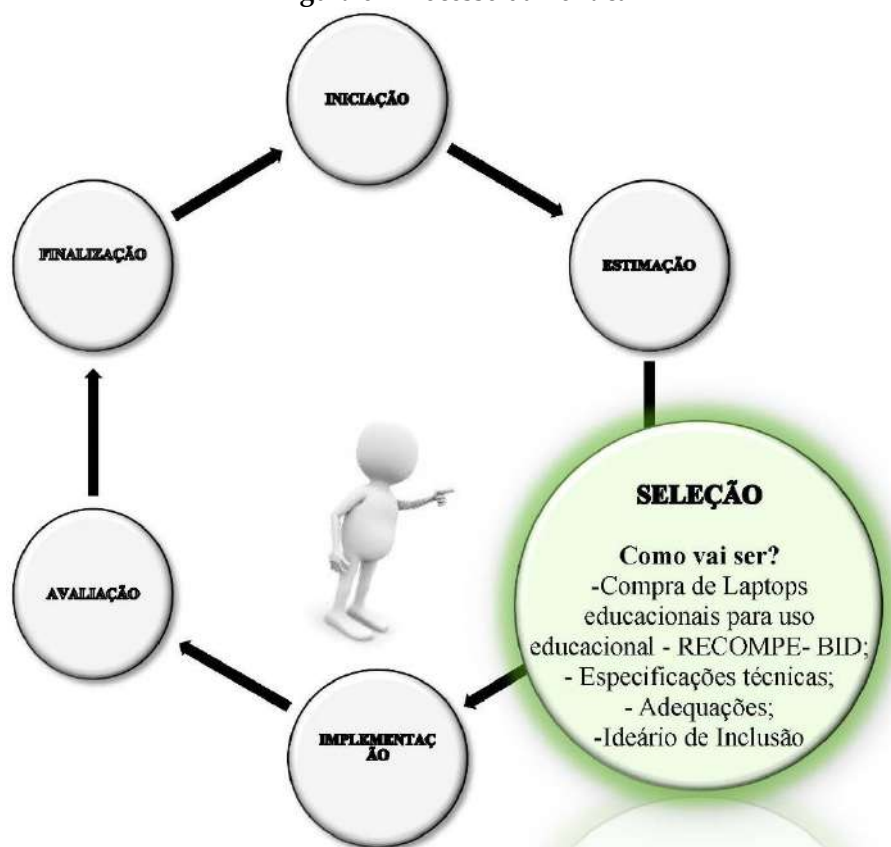 INICIAÇÃO
FINALIZAÇÃO
ESTIMAÇÃO
SELEÇÃO
Como vai ser?
-Compra de Laptops
educacionais para uso
educacional - RECOMPE- BID;
- Especificações técnicas;
- Adequações;
-Ideário de Inclusão
AVALIAÇÃO
IMPLEMENTAÇ
ÃO